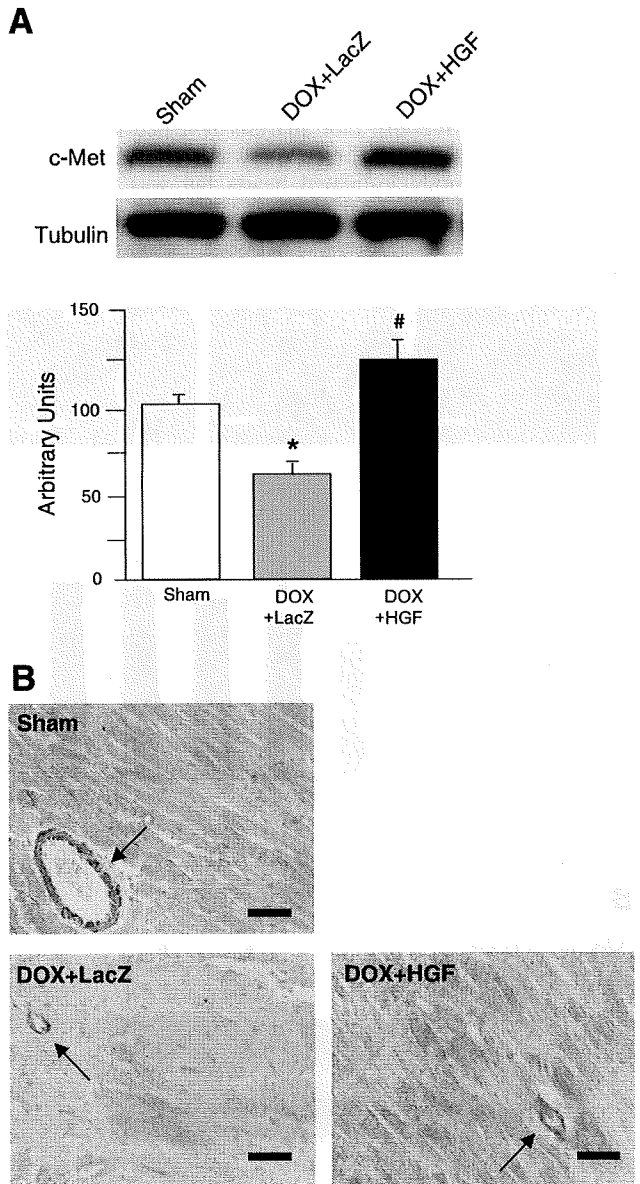 A
Sham
DOX+LacZ
DOX+HGF
c-Met
Tubulin
150
100
50
0
Arbitrary Units
*
#
Sham
DOX
+LacZ
DOX
+HGF
B
Sham
DOX+LacZ
DOX+HGF